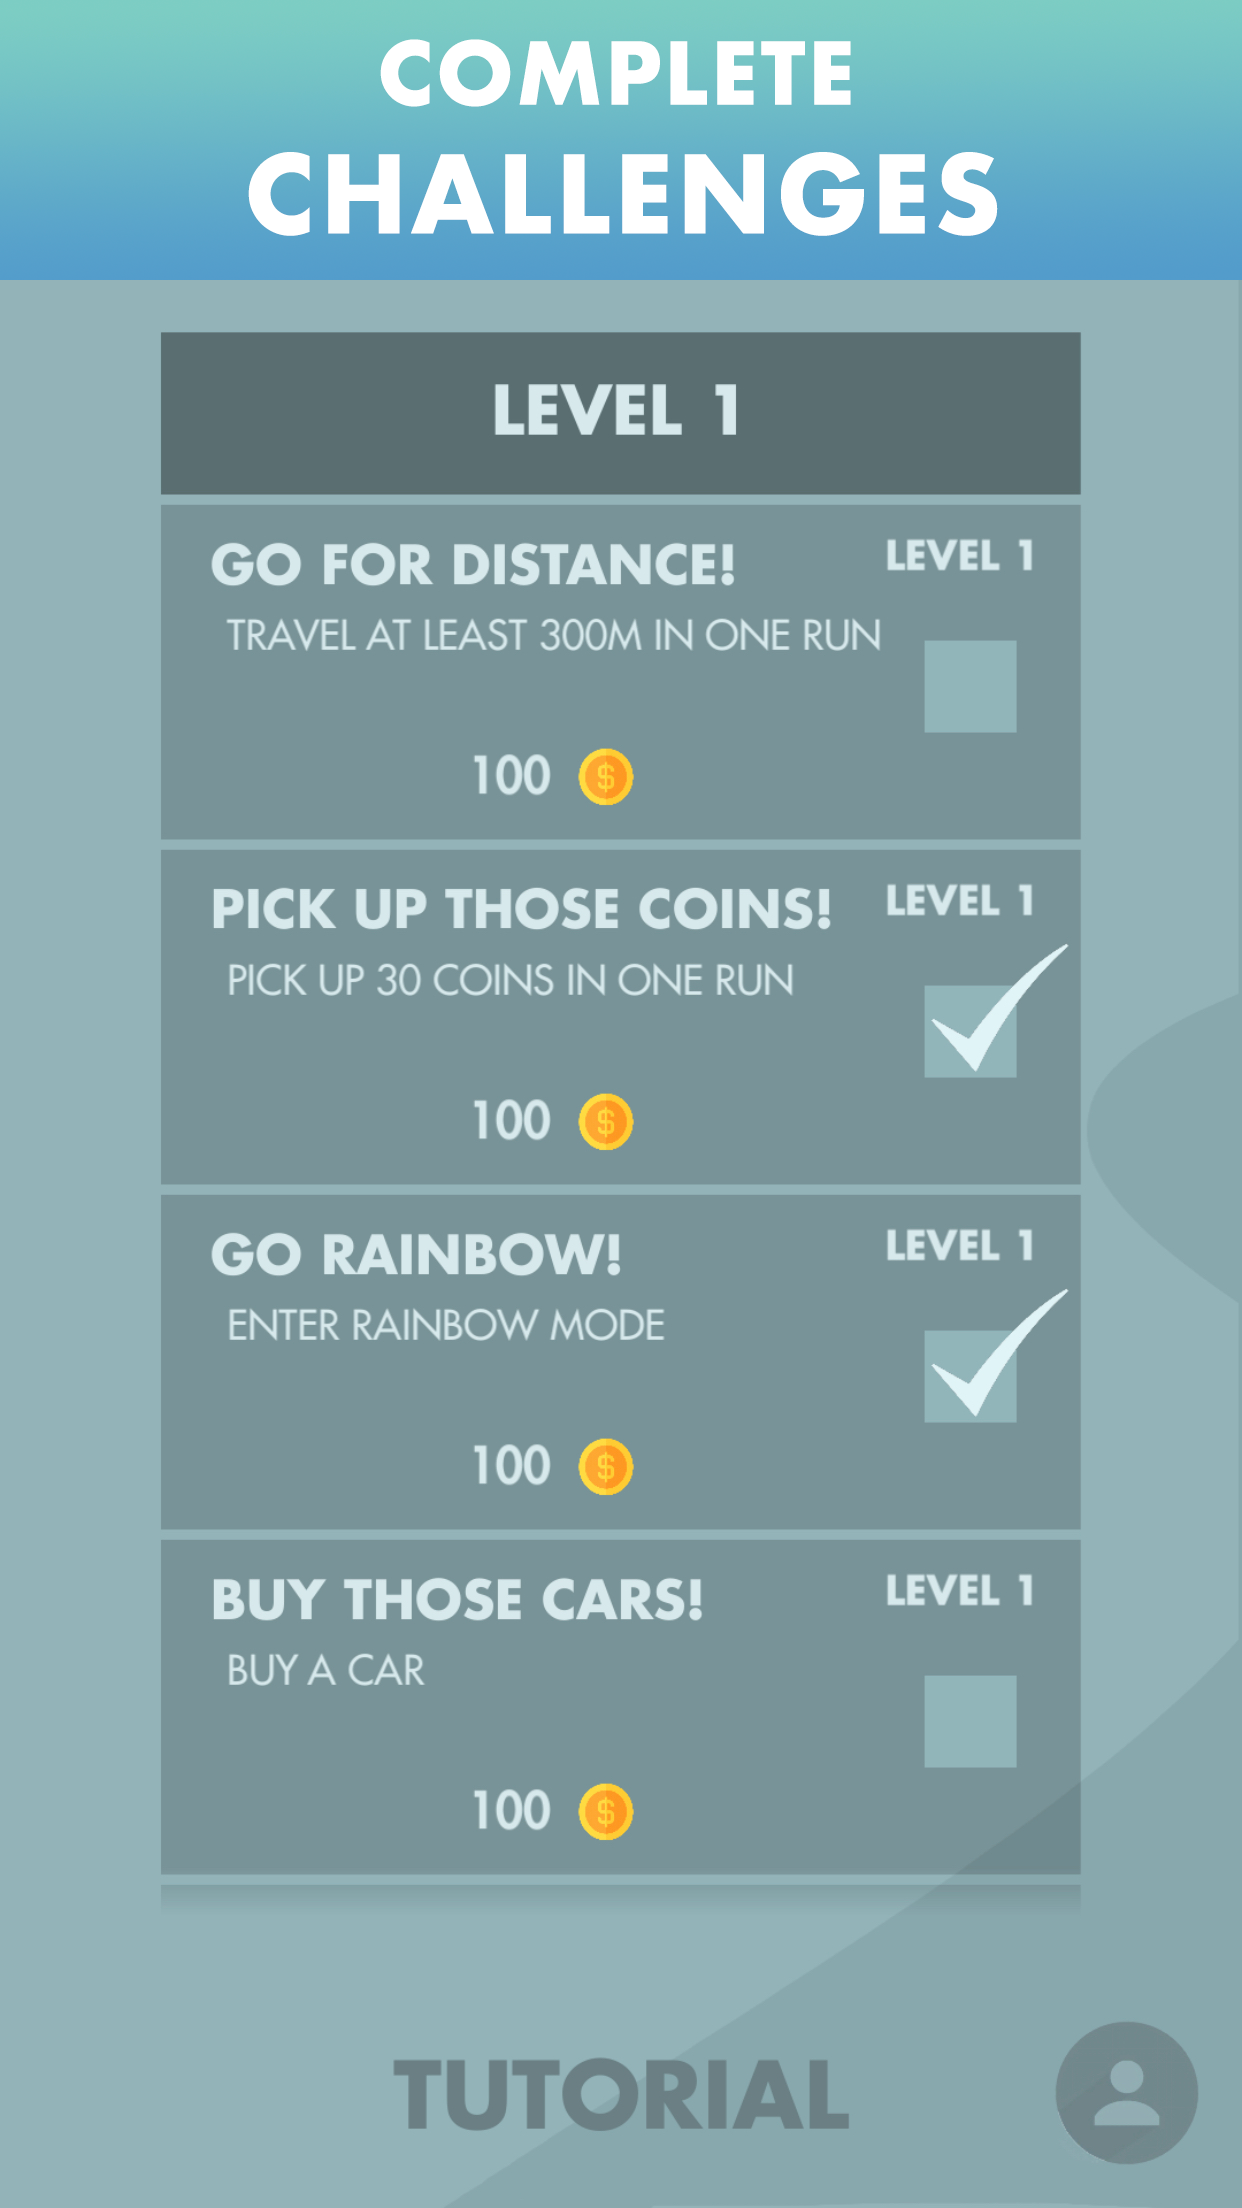 COMPLETE
CHALLENGES
LEVEL 1
GO FOR DISTANCE!
LEVEL 1
TRAVEL AT LEAST 300M IN ONE RUN
100 $
PICK UP THOSE COINS!
LEVEL 1
PICK UP 30 COINS IN ONE RUN
100 $
GO RAINBOW!
LEVEL 1
ENTER RAINBOW MODE
100 $
BUY THOSE CARS!
LEVEL 1
BUY A CAR
100 $
TUTORIAL